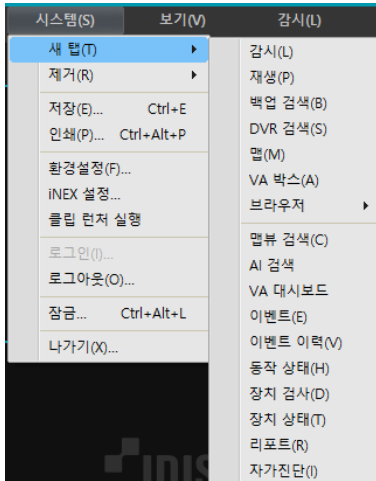 시스템(S) 보기(V) 감시(L)
새 탭(T)
제거(R)
저장(E)... Ctrl+E
인쇄(P)... Ctrl+Alt+P
환경설정(F)...
iNEX 설정...
클립 런처 실행
로그인(I)...
로그아웃(O)...
잠금... Ctrl+Alt+L
나가기(X)...
감시(L)
재생(P)
백업 검색(B)
DVR 검색(S)
맵(M)
VA 박스(A)
브라우저
맵뷰 검색(C)
AI 검색
VA 대시보드
이벤트(E)
이벤트 이력(V)
동작 상태(H)
장치 검사(D)
장치 상태(T)
리포트(R)
자가진단(I)